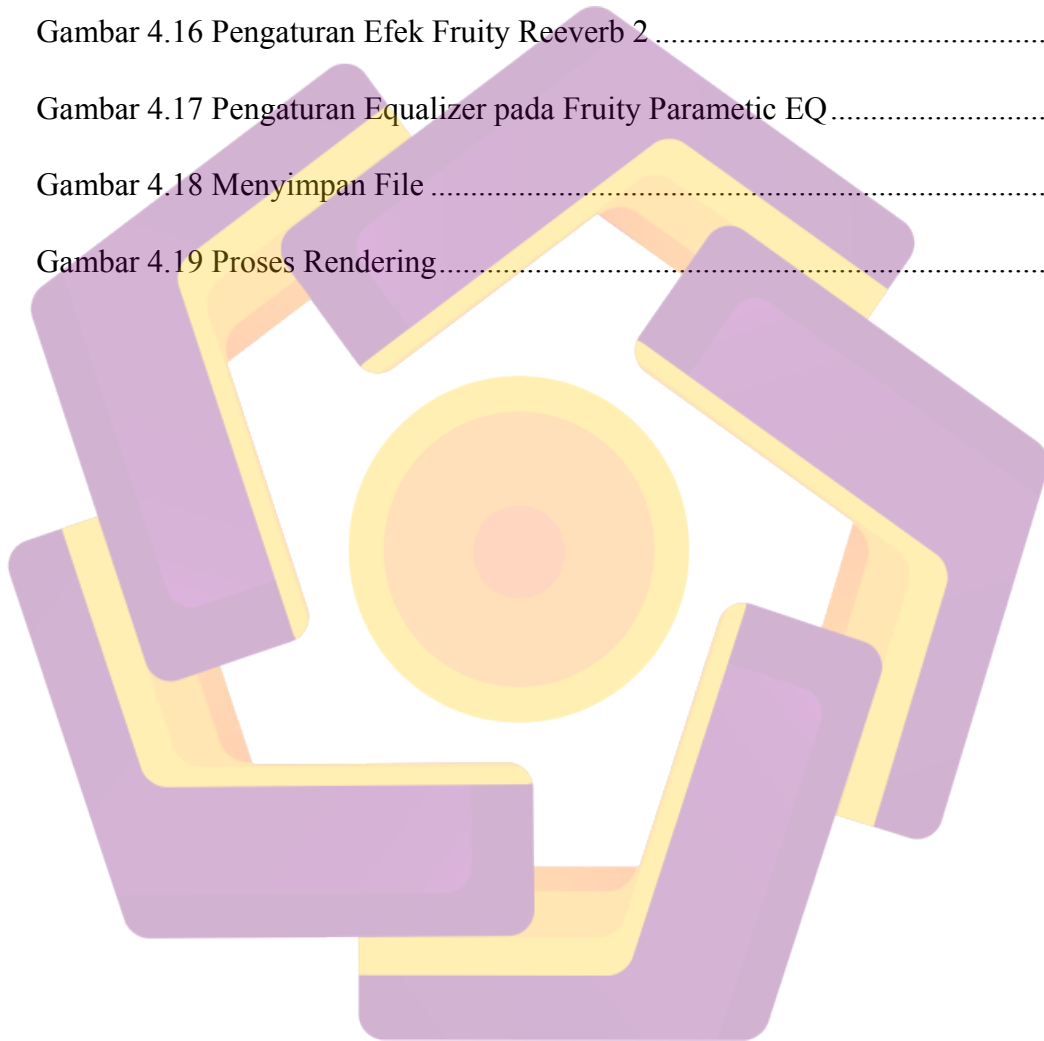 Gambar 4.16 Pengaturan Efek Fruity Reeverb 2..................................................
Gambar 4.17 Pengaturan Equalizer pada Fruity Parametic EQ...........................
Gambar 4.18 Menyimpan File ..............................................................................
Gambar 4.19 Proses Rendering.............................................................................